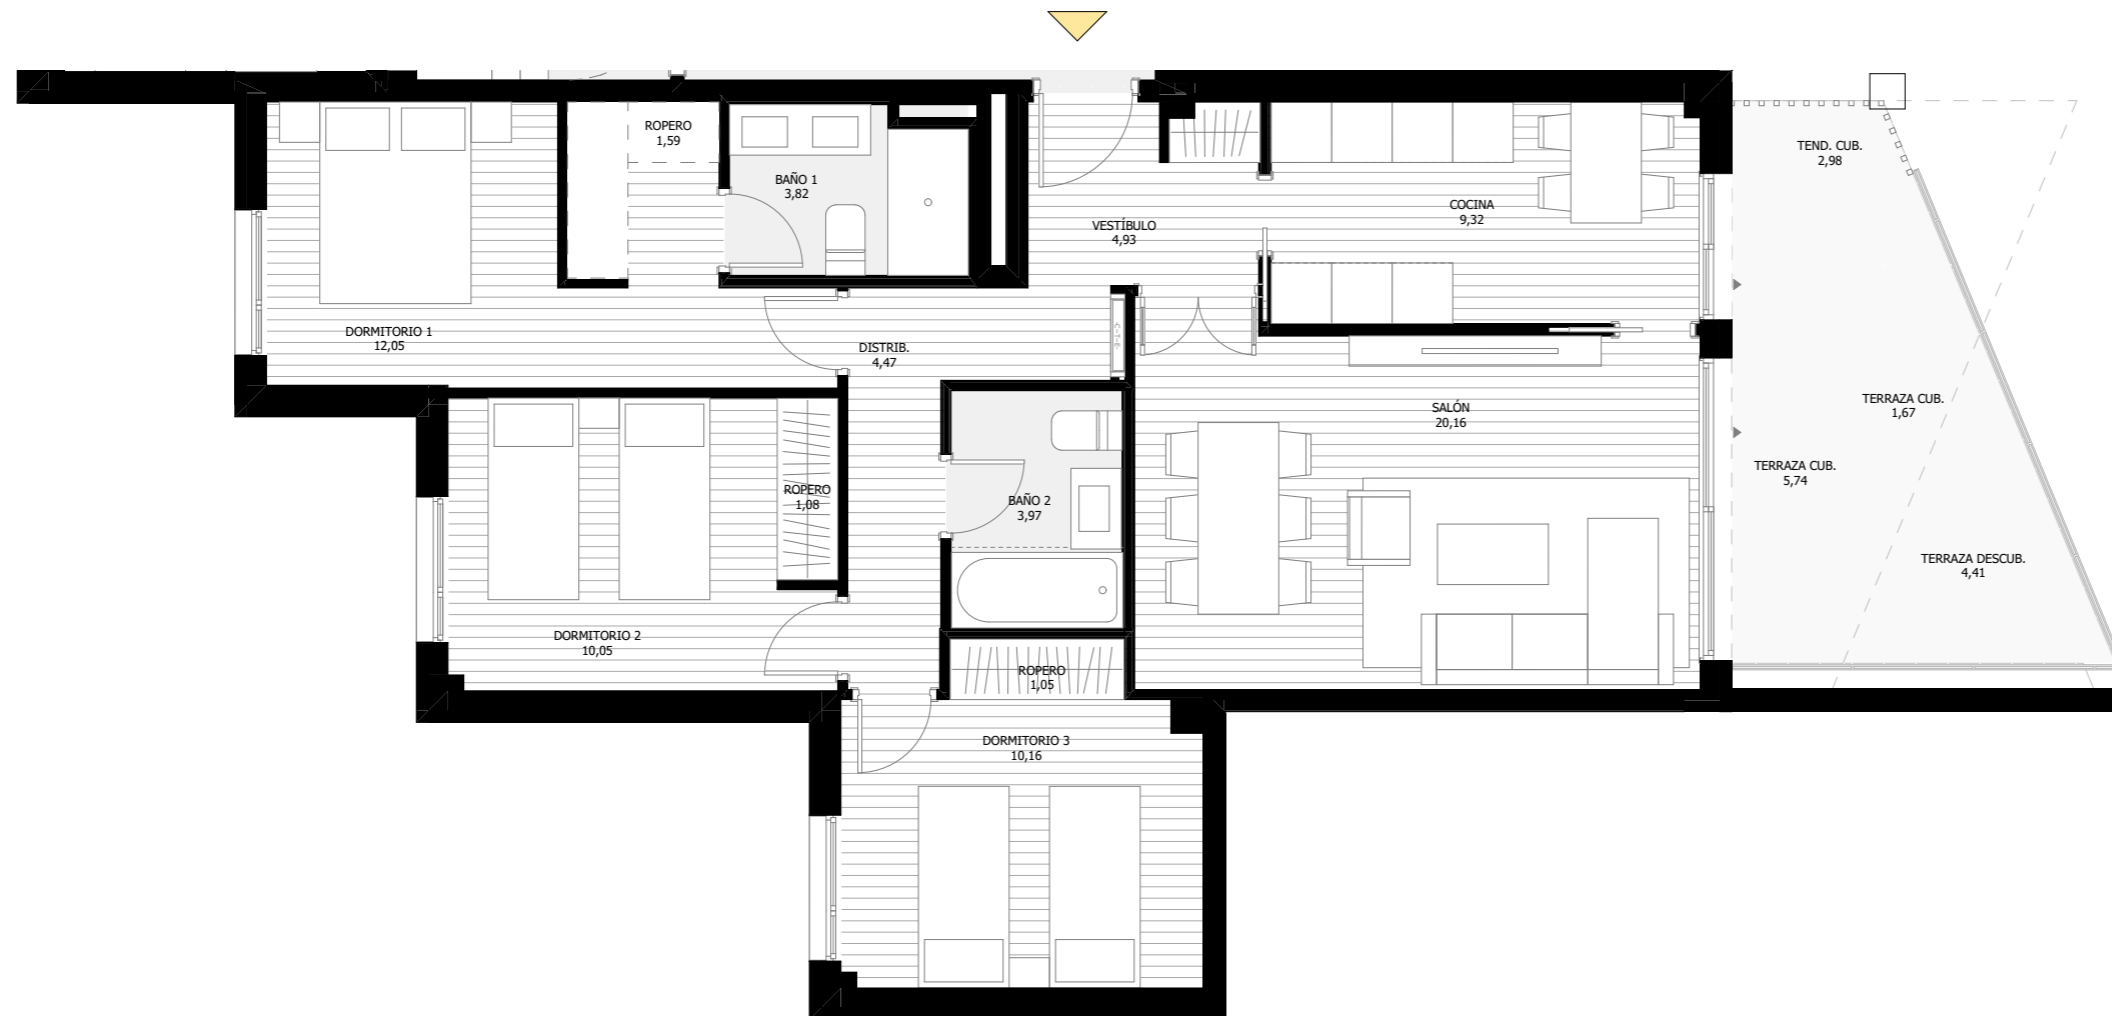 ROPERO
1,59
BAÑO 1
3,82
TEND. CUB.
2,98
COCINA
9,32
VESTÍBULO
4,93
DORMITORIO 1
12,05
DISTRIB.
4,47
SALÓN
20,16
TERRAZA CUB.
1,67
TERRAZA CUB.
5,74
ROPERO
1,08
BAÑO 2
3,97
TERRAZA DESCUB.
4,41
DORMITORIO 2
10,05
ROPERO
1,05
DORMITORIO 3
10,16